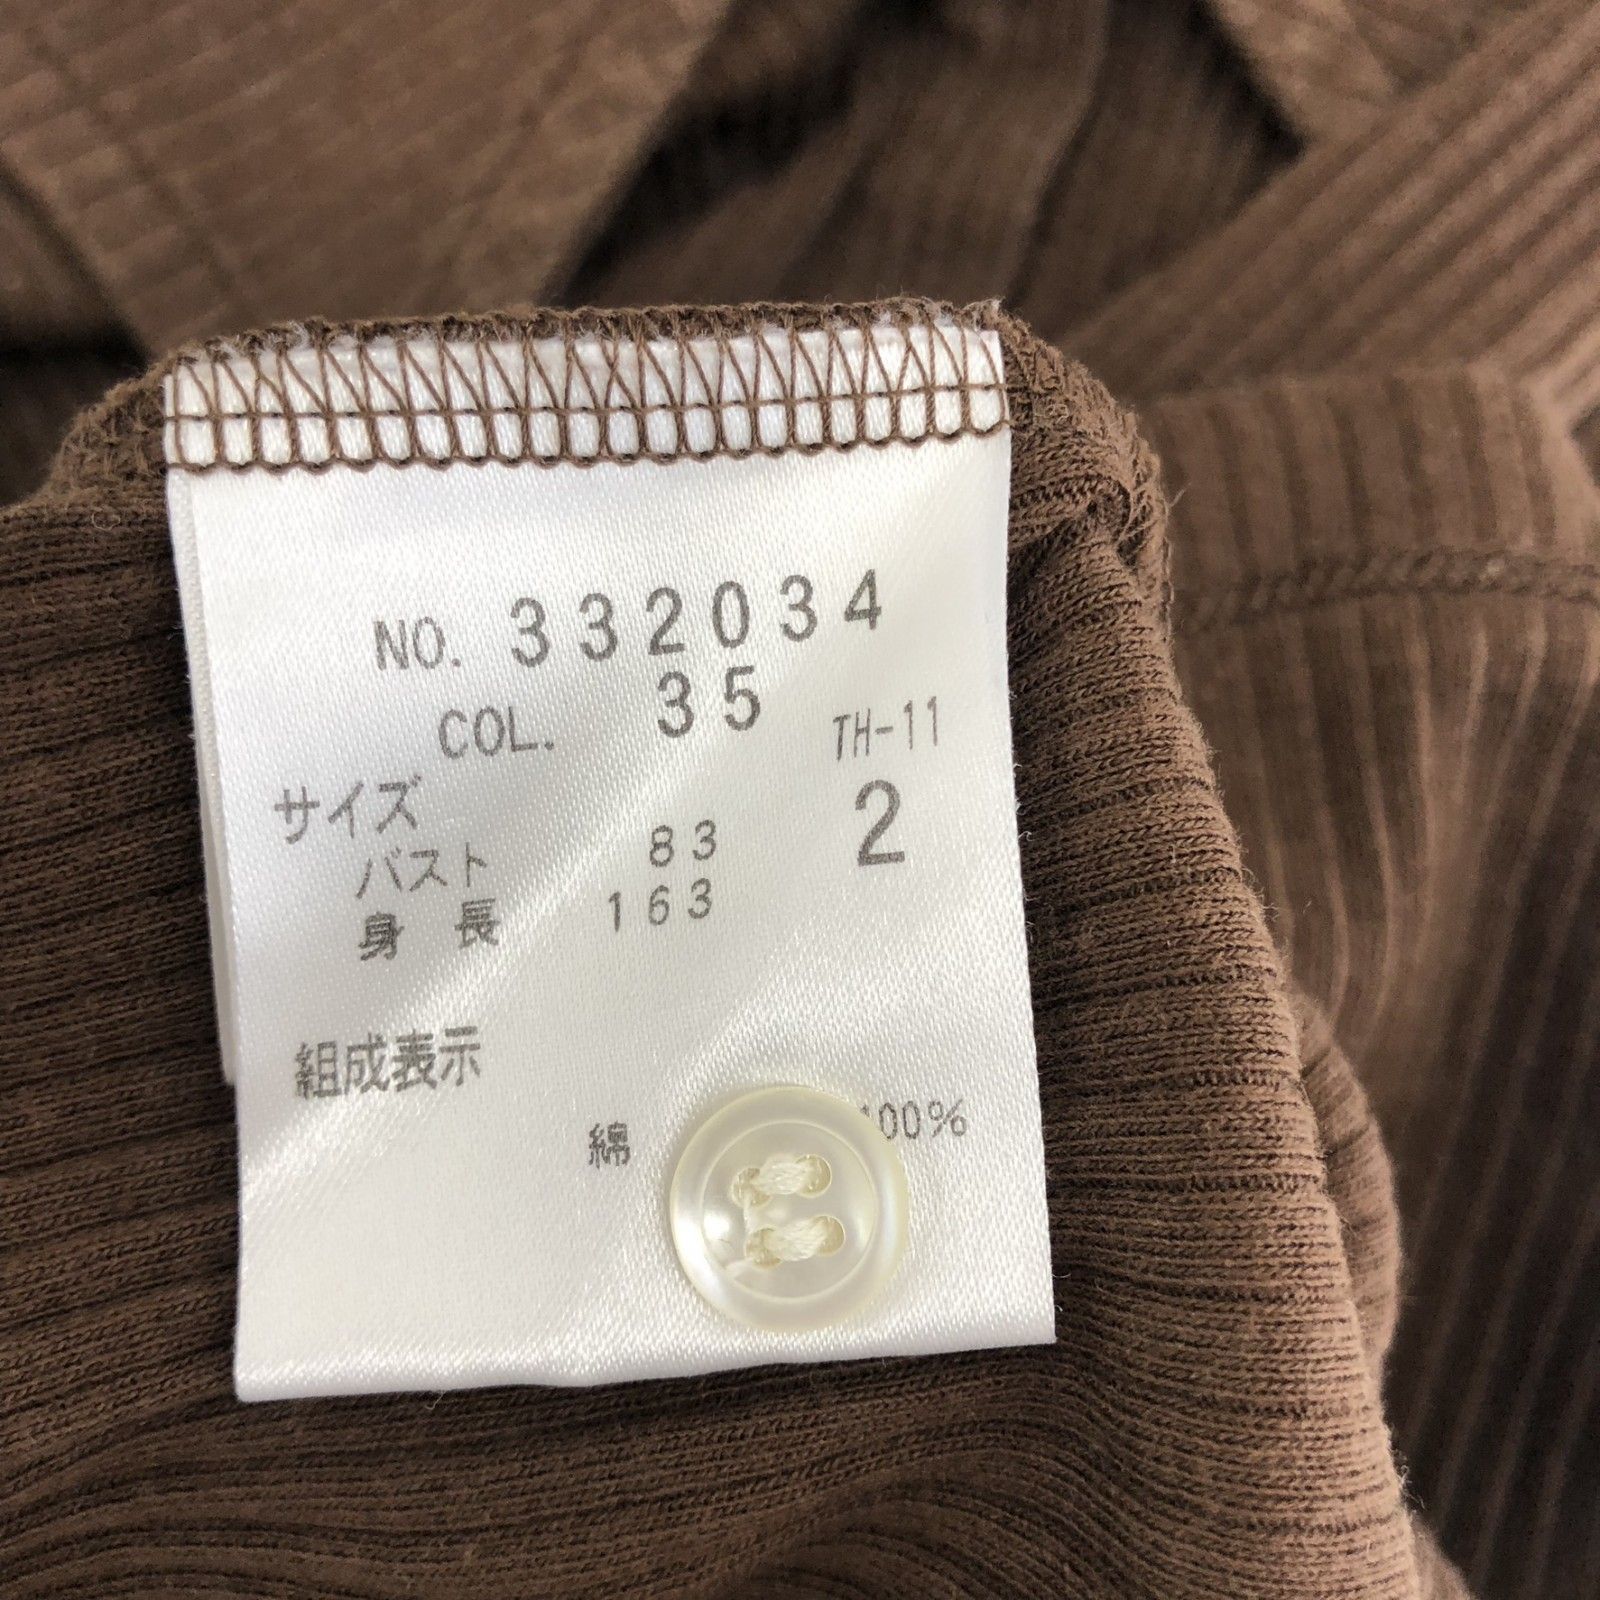 NO. 332034
COL. 35 TH-11
サイズ 2
バスト 83
身長 163
組成表示
綿 100%